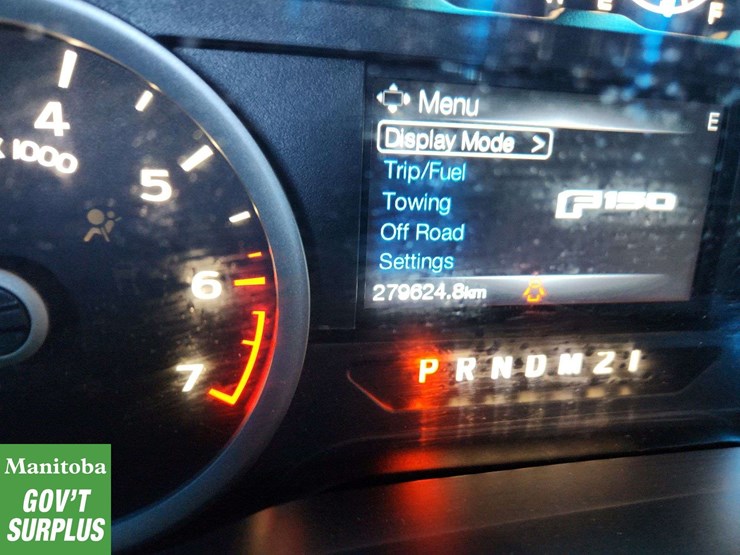 4
X 1000
5
6
7
Menu
E
Display Mode >
Trip/Fuel
Towing
F150
Off Road
Settings
279624.8km
P R N D M 2 1
E
F
Manitoba
GOV'T
SURPLUS